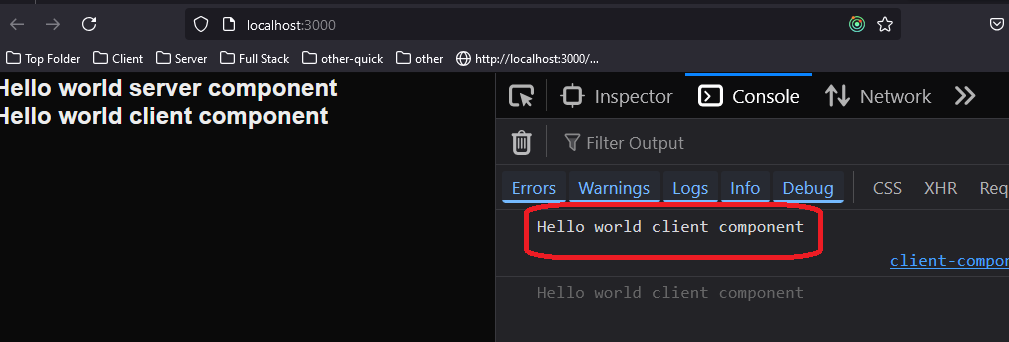 localhost:3000
Top Folder Client Server Full Stack other-quick other http://localhost:3000/...
Hello world server component
Hello world client component
Inspector Console Network
Filter Output
Errors Warnings Logs Info Debug CSS XHR Req
Hello world client component
client-compo
Hello world client component